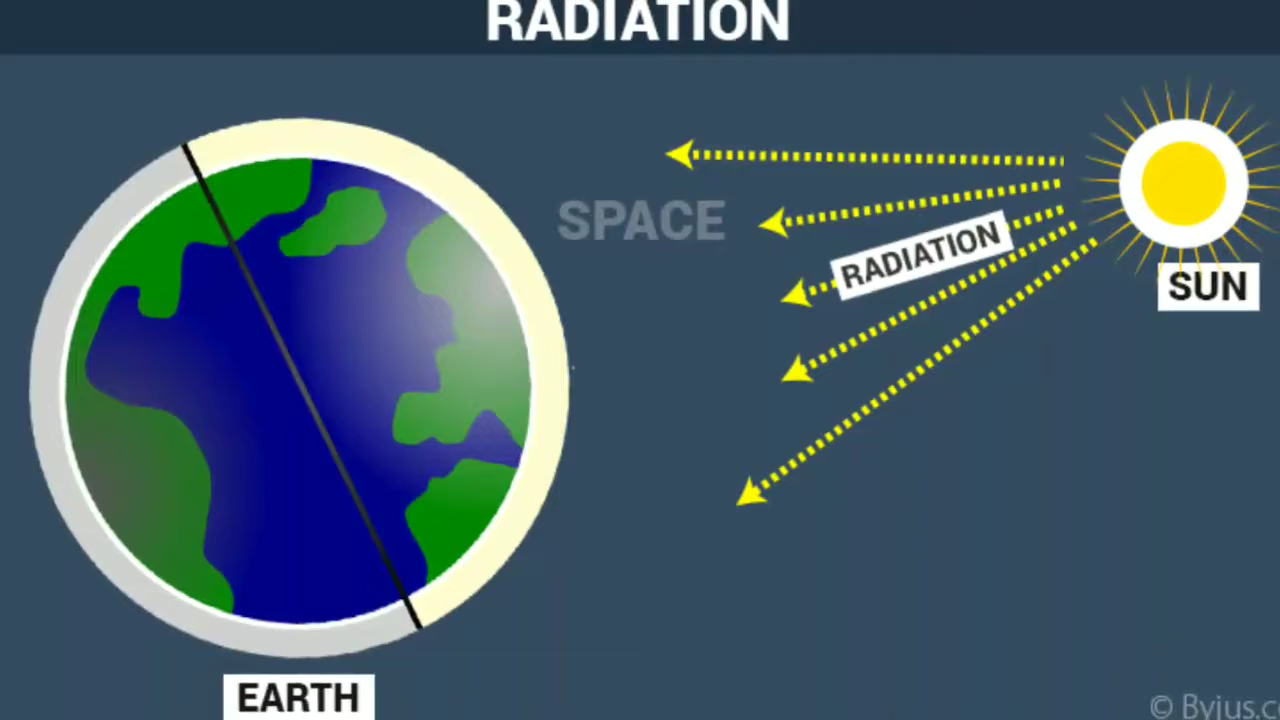 RADIATION
SPACE
RADIATION
SUN
EARTH
© Byjus.c